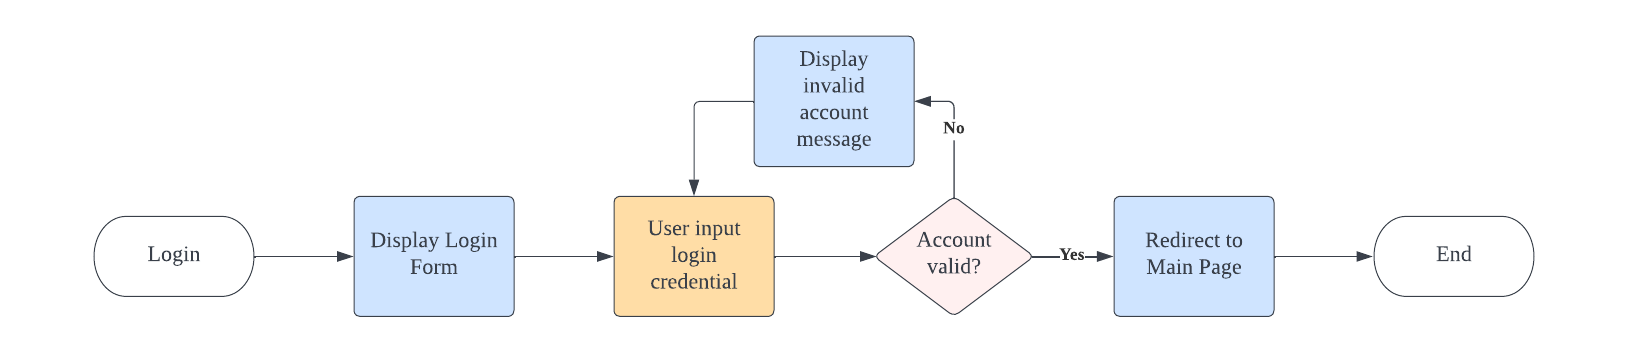 Display
invalid
account
message
No
Login
Display Login
Form
User input
login
credential
Account
valid?
Yes
Redirect to
Main Page
End